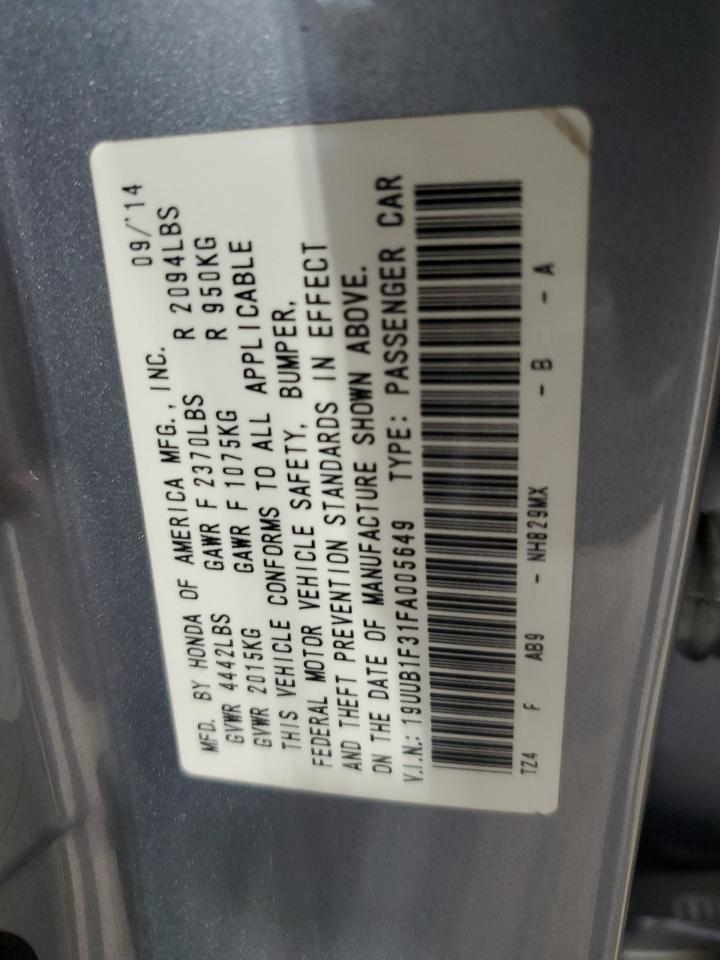 MFD. BY HONDA OF AMERICA MFG., INC. 09/'14
GVWR 4442LBS GAWR F 2370LBS R 2094LBS
GVWR 2015KG GAWR F 1075KG R 950KG
THIS VEHICLE CONFORMS TO ALL APPLICABLE
FEDERAL MOTOR VEHICLE SAFETY, BUMPER,
AND THEFT PREVENTION STANDARDS IN EFFECT
ON THE DATE OF MANUFACTURE SHOWN ABOVE.
V.I.N.: 19UUB1F31FA005649 TYPE: PASSENGER CAR
TZ4 F AB9 - NH829MX - B - A